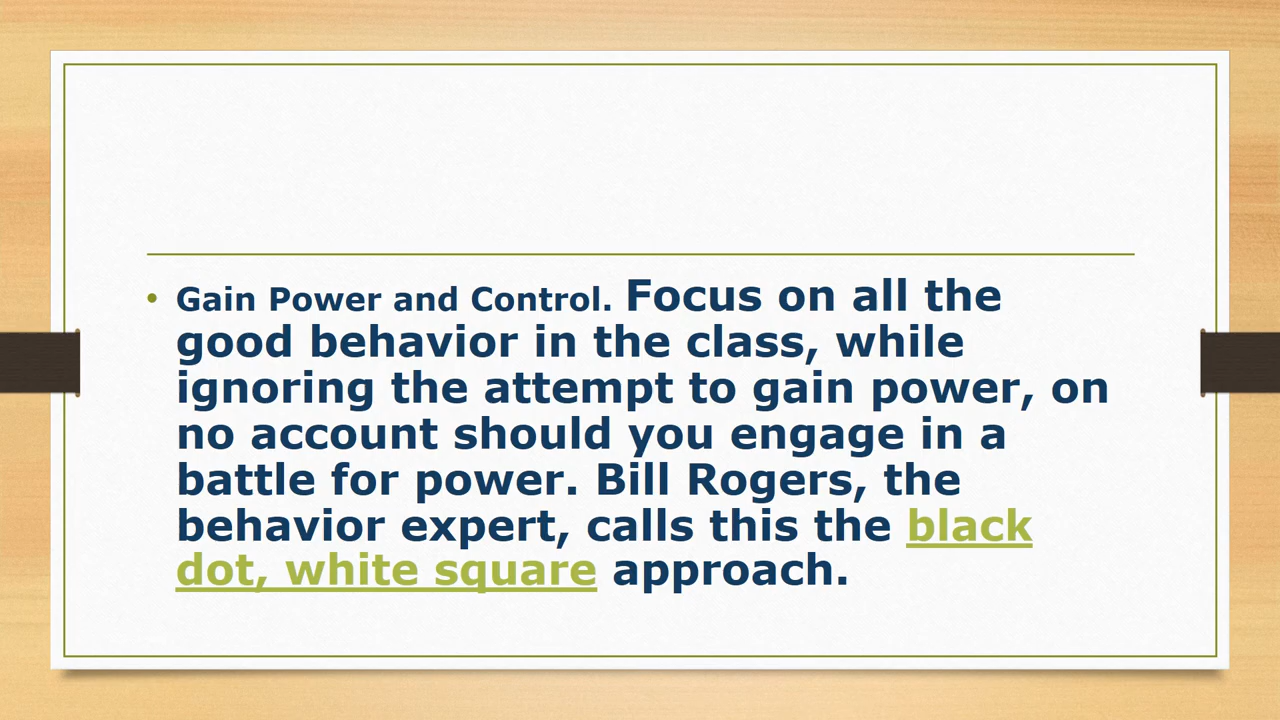 • Gain Power and Control. Focus on all the
good behavior in the class, while
ignoring the attempt to gain power, on
no account should you engage in a
battle for power. Bill Rogers, the
behavior expert, calls this the black
dot, white square approach.